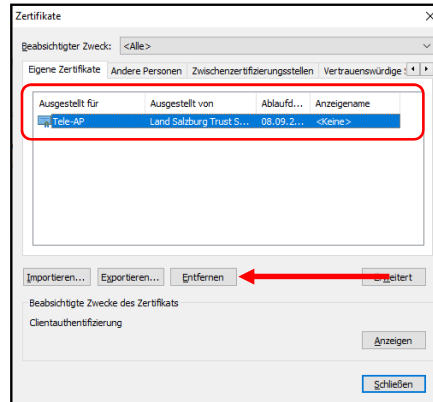 Zertifikate
Beabsichtigter Zweck: <Alle>
Eigene Zertifikate Andere Personen Zwischenzertifizierungsstellen Vertrauenswürdige
Ausgestellt für Ausgestellt von Ablaufd... Anzeigename
Tele-AP Land Salzburg Trust S... 08.09.2... <Keine>
Importieren... Exportieren... Entfernen
Beabsichtigte Zwecke des Zertifikats
Clientauthentifizierung
Anzeigen
Schließen